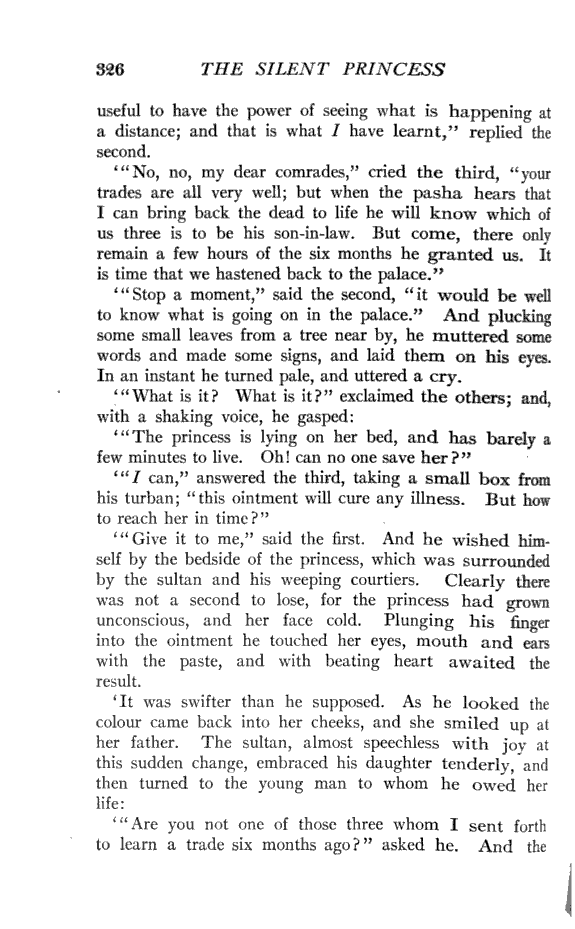 326 THE SILENT PRINCESS
useful to have the power of seeing what is happening at
a distance; and that is what I have learnt,” replied the
second.
‘“No, no, my dear comrades,” cried the third, “your
trades are all very well; but when the pasha hears that
I can bring back the dead to life he will know which of
us three is to be his son-in-law. But come, there only
remain a few hours of the six months he granted us. It
is time that we hastened back to the palace.”
‘“Stop a moment,” said the second, “it would be well
to know what is going on in the palace.” And plucking
some small leaves from a tree near by, he muttered some
words and made some signs, and laid them on his eyes.
In an instant he turned pale, and uttered a cry.
‘“What is it? What is it?” exclaimed the others; and,
with a shaking voice, he gasped:
‘“The princess is lying on her bed, and has barely a
few minutes to live. Oh! can no one save her?”
‘“I can,” answered the third, taking a small box from
his turban; “this ointment will cure any illness. But how
to reach her in time?”
‘“Give it to me,” said the first. And he wished him-
self by the bedside of the princess, which was surrounded
by the sultan and his weeping courtiers. Clearly there
was not a second to lose, for the princess had grown
unconscious, and her face cold. Plunging his finger
into the ointment he touched her eyes, mouth and ears
with the paste, and with beating heart awaited the
result.
‘It was swifter than he supposed. As he looked the
colour came back into her cheeks, and she smiled up at
her father. The sultan, almost speechless with joy at
this sudden change, embraced his daughter tenderly, and
then turned to the young man to whom he owed her
life:
‘“Are you not one of those three whom I sent forth
to learn a trade six months ago?” asked he. And the